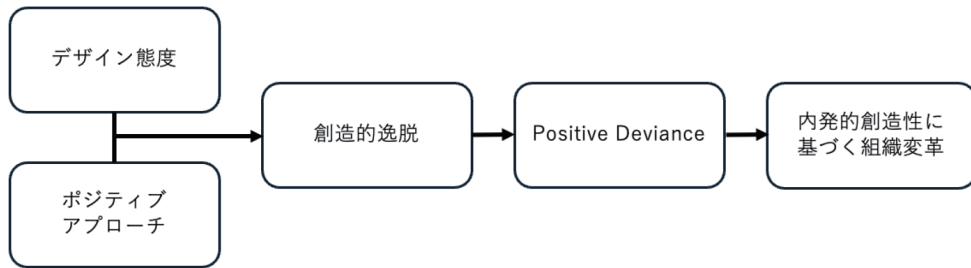 デザイン態度
ポジティブ
アプローチ
創造的逸脱
Positive Deviance
内発的創造性に
基づく組織変革